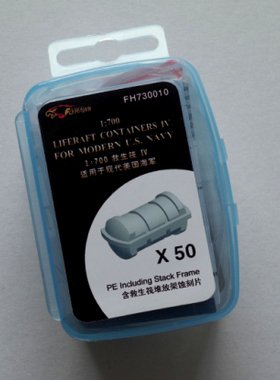 FH730010
1:700
LIFERAFT CONTAINERS IV
FOR MODERN U.S. NAVY
1:700 救生筏 IV
适用于现代美国海军
X 50
PE Including Stack Frame
含救生筏堆放架蚀刻片